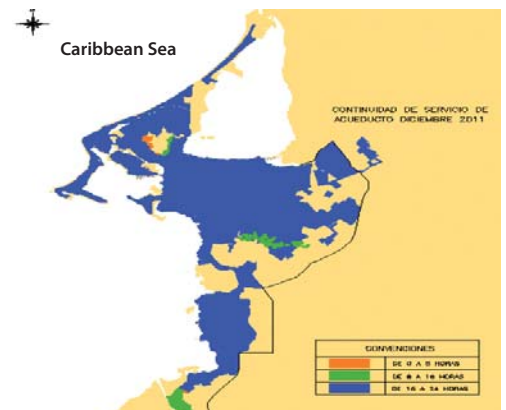 Caribbean Sea
CONTINUIDAD DE SERVICIO DE
ACUEDUCTO DICIEMBRE 2011
CONVENCIONES
DE 0 A 8 HORAS
DE 8 A 16 HORAS
DE 16 A 24 HORAS